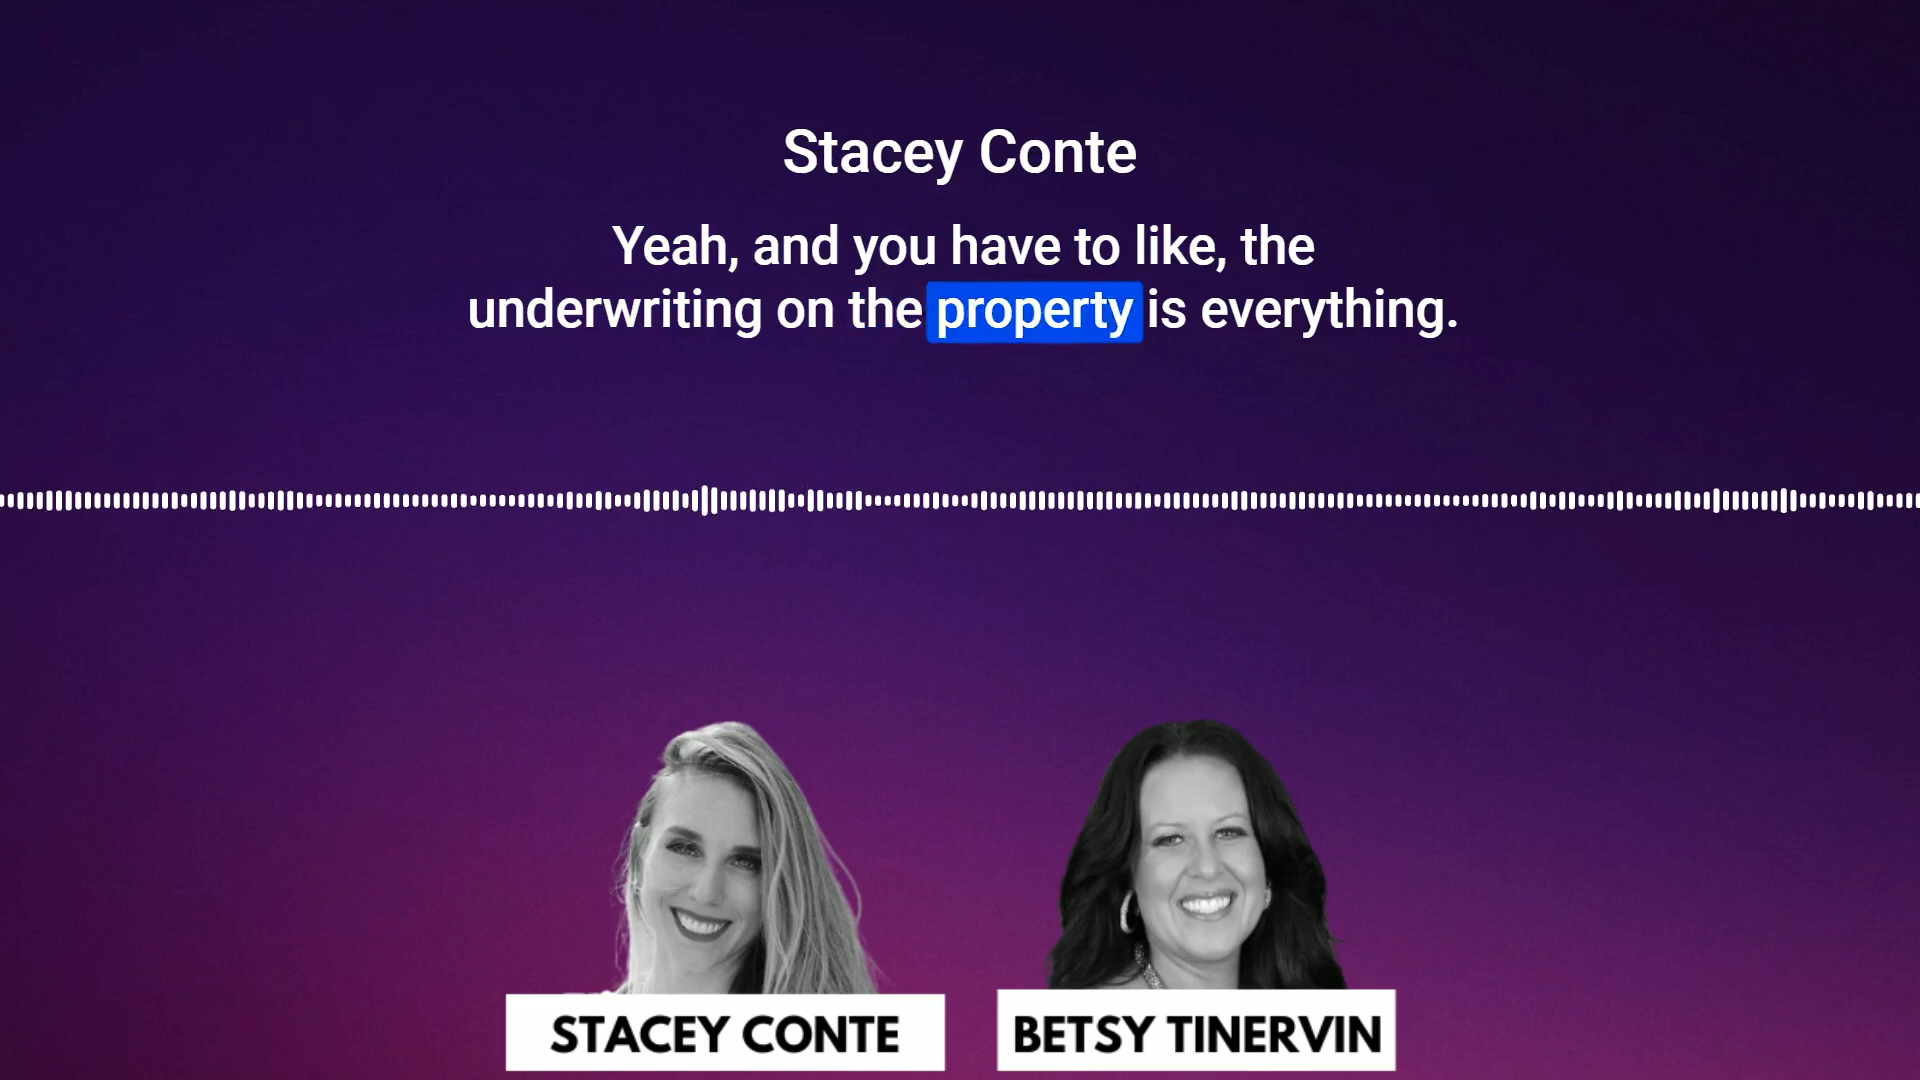 Stacey Conte
Yeah, and you have to like, the
underwriting on the property is everything.
STACEY CONTE
BETSY TINERVIN